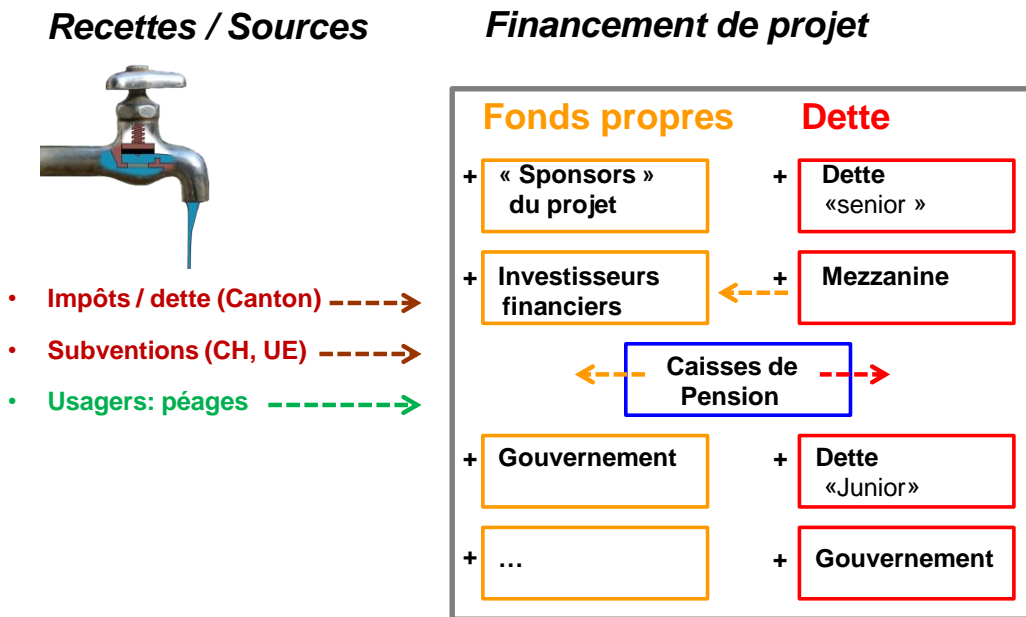 Recettes / Sources
• Impôts / dette (Canton)
• Subventions (CH, UE)
• Usagers: péages
Financement de projet
Fonds propres
Dette
+ « Sponsors »
du projet
+ Dette
«senior »
+ Investisseurs
financiers
+ Mezzanine
Caisses de
Pension
+ Gouvernement
+ Dette
«Junior»
+ …
+ Gouvernement